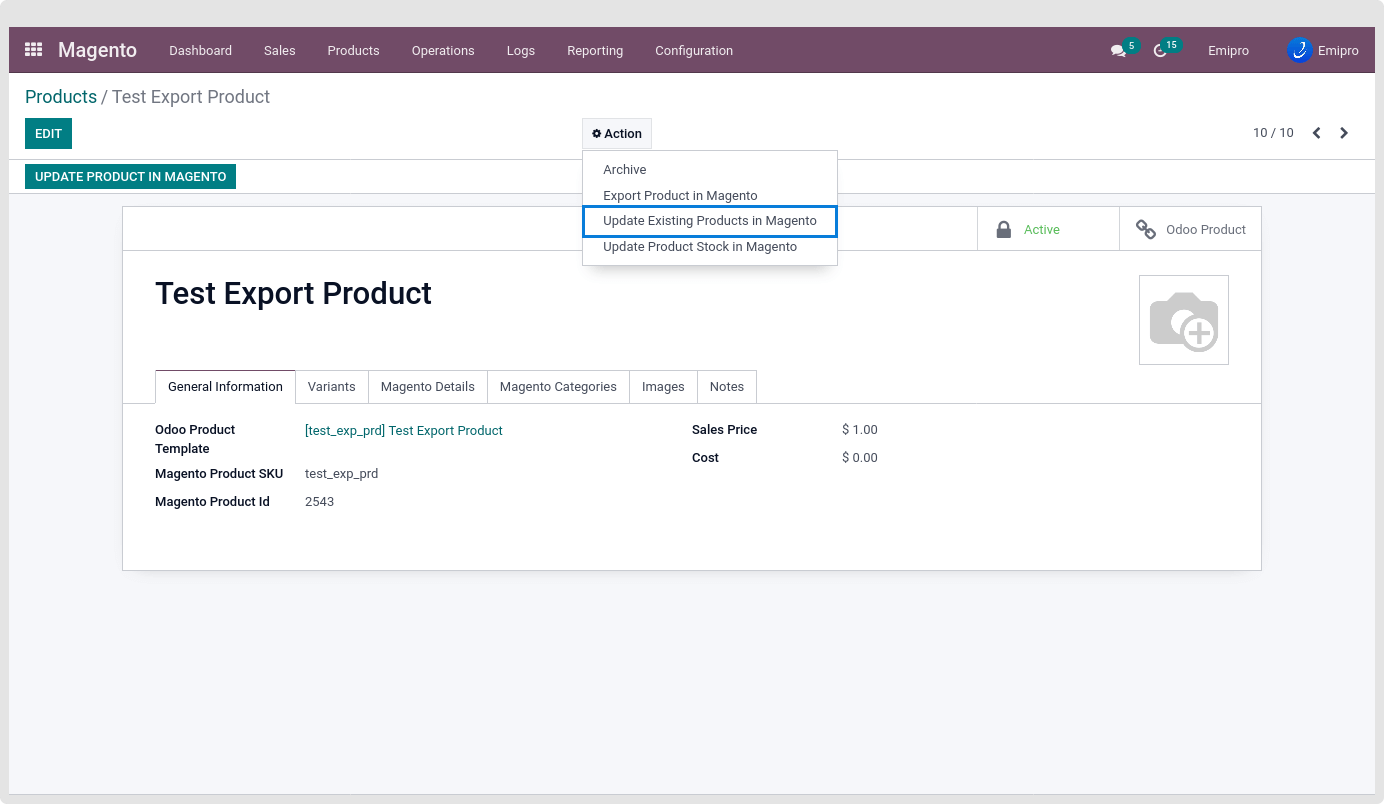 Magento Dashboard Sales Products Operations Logs Reporting Configuration 5 15 Emipro Emipro
Products / Test Export Product
EDIT Action 10 / 10
UPDATE PRODUCT IN MAGENTO
Archive
Export Product in Magento
Update Existing Products in Magento
Update Product Stock in Magento
Active Odoo Product
Test Export Product
General Information Variants Magento Details Magento Categories Images Notes
Odoo Product Template [test_exp_prd] Test Export Product
Magento Product SKU test_exp_prd
Magento Product Id 2543
Sales Price $ 1.00
Cost $ 0.00